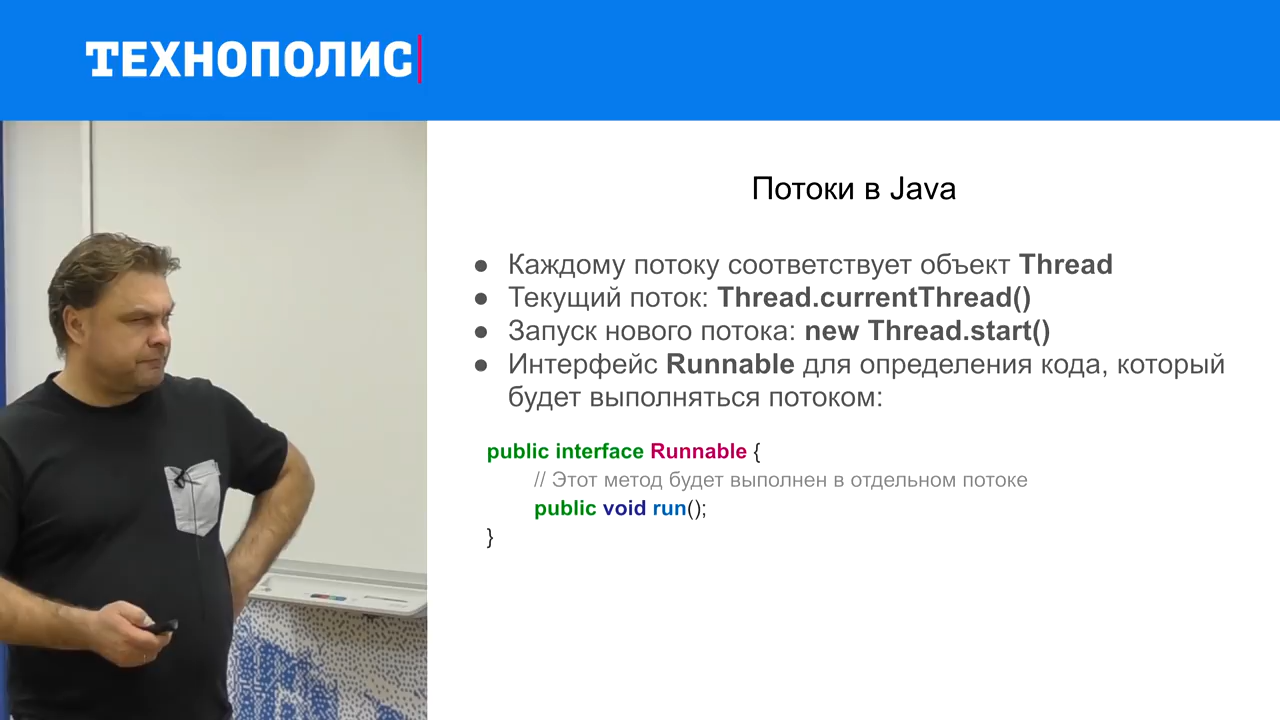 ТЕХНОПОЛИС
Потоки в Java
● Каждому потоку соответствует объект Thread
● Текущий поток: Thread.currentThread()
● Запуск нового потока: new Thread.start()
● Интерфейс Runnable для определения кода, который
будет выполняться потоком:
public interface Runnable {
// Этот метод будет выполнен в отдельном потоке
public void run();
}